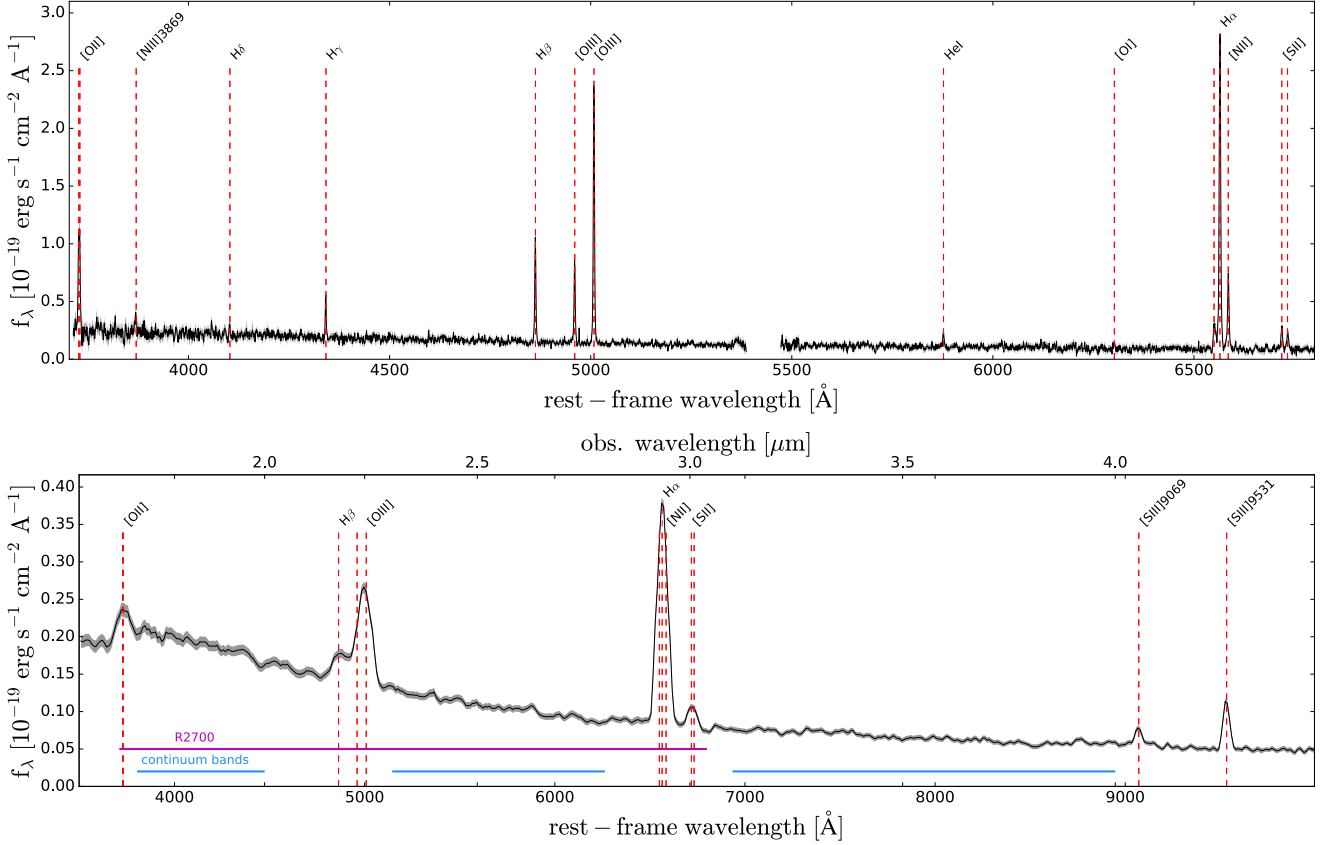 3.0
2.5
2.0
1.5
1.0
0.5
0.0
f_λ [10^−19 erg s^−1 cm^−2 A^−1]
[OII]
[NIII]3869
Hδ
Hγ
Hβ
[OIII]
[OIII]
HeI
[OI]
Hα
[NII]
[SII]
4000 4500 5000 5500 6000 6500
rest−frame wavelength [Å]
obs. wavelength [μm]
2.0 2.5 3.0 3.5 4.0
0.40
0.35
0.30
0.25
0.20
0.15
0.10
0.05
0.00
f_λ [10^−19 erg s^−1 cm^−2 A^−1]
[OII]
Hβ
[OIII]
Hα
[NII]
[SII]
[SIII]9069
[SIII]9531
R2700
continuum bands
4000 5000 6000 7000 8000 9000
rest−frame wavelength [Å]